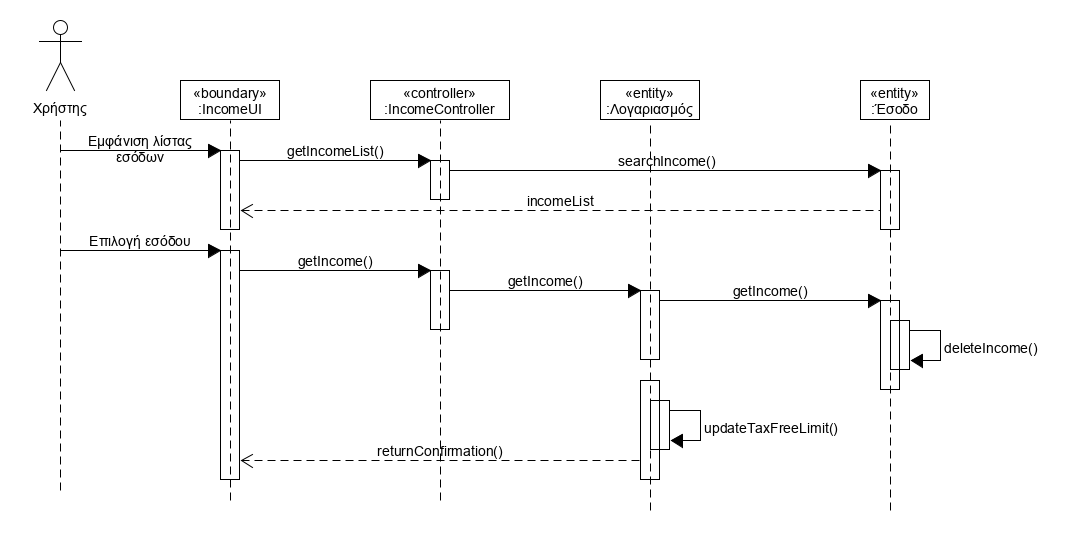 Χρήστης
«boundary»
:IncomeUI
«controller»
:IncomeController
«entity»
:Λογαριασμός
«entity»
:Έσοδο
Εμφάνιση λίστας
εσόδων
getIncomeList()
searchIncome()
incomeList
Επιλογή εσόδου
getIncome()
getIncome()
getIncome()
deleteIncome()
updateTaxFreeLimit()
returnConfirmation()